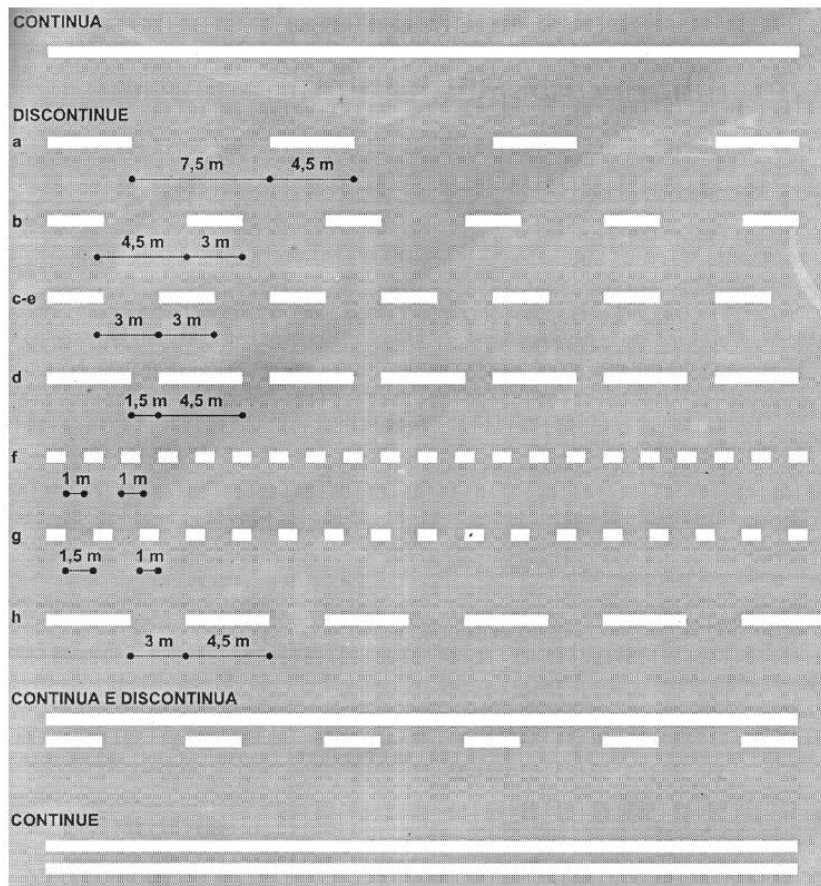 CONTINUA
DISCONTINUE
a
7,5 m 4,5 m
b
4,5 m 3 m
c-e
3 m 3 m
d
1,5 m 4,5 m
f
1 m 1 m
g
1,5 m 1 m
h
3 m 4,5 m
CONTINUA E DISCONTINUA
CONTINUE